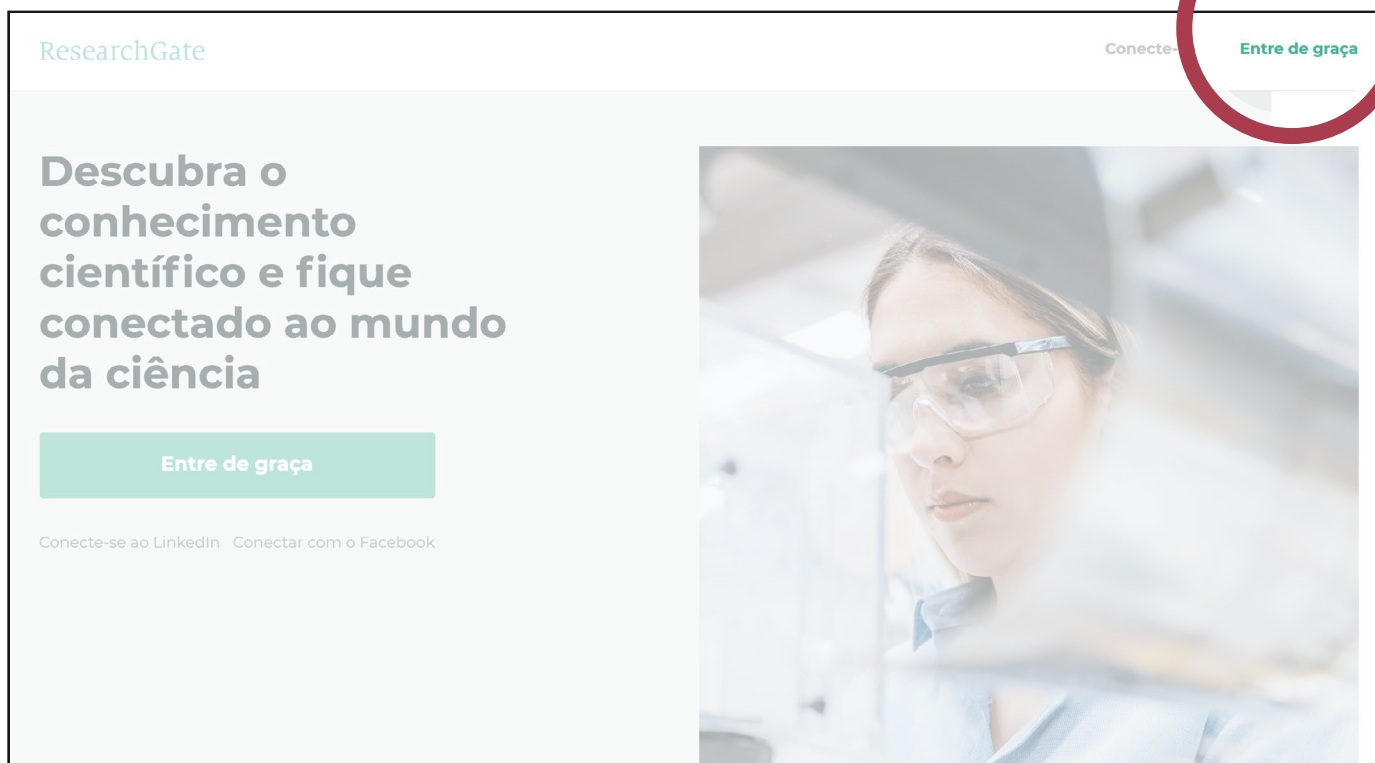 ResearchGate
Conecte-
Entre de graça
Descubra o
conhecimento
científico e fique
conectado ao mundo
da ciência
Entre de graça
Conecte-se ao LinkedIn Conectar com o Facebook